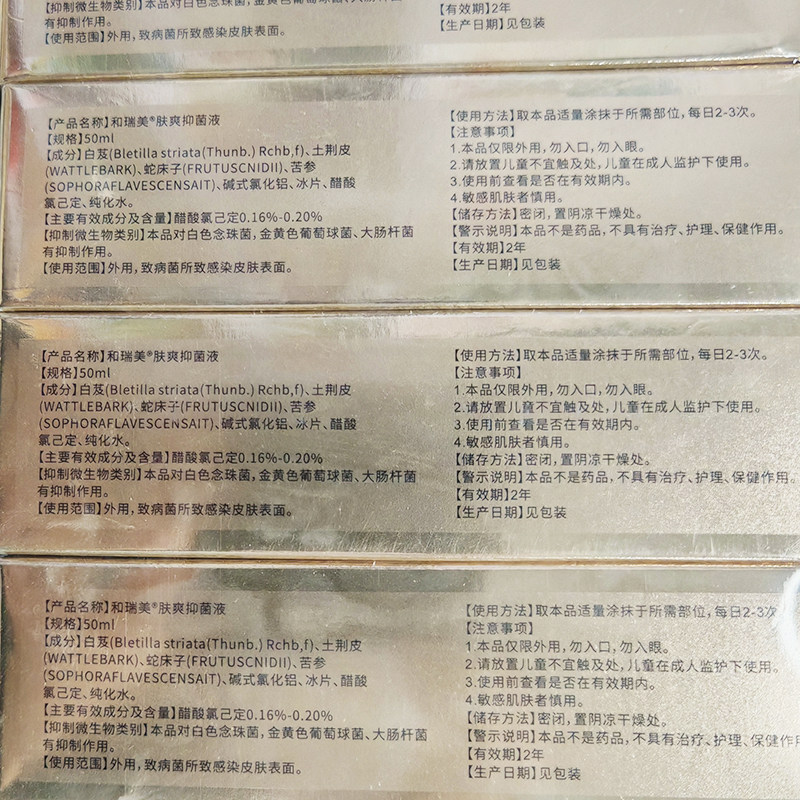 【抑制微生物类别】本品对白色念珠菌,金黄色葡萄球菌、大肠杆菌
有抑制作用。
【使用范围】外用,致病菌所致感染皮肤表面。
【有效期】2年
【生产日期】见包装
【产品名称】和瑞美®肤爽抑菌液
【规格】50ml
【成分】白芨(Bletilla striata(Thunb.) Rchb,f)、土荆皮
(WATTLEBARK)、蛇床子(FRUTUSCNIDII)、苦参
(SOPHORAFLAVESCENSAIT)、碱式氯化铝、冰片、醋酸
氯己定、纯化水。
【主要有效成分及含量】醋酸氯己定0.16%-0.20%
【抑制微生物类别】本品对白色念珠菌,金黄色葡萄球菌、大肠杆菌
有抑制作用。
【使用范围】外用,致病菌所致感染皮肤表面。
【使用方法】取本品适量涂抹于所需部位,每日2-3次。
【注意事项】
1.本品仅限外用,勿入口,勿入眼。
2.请放置儿童不宜触及处,儿童在成人监护下使用。
3.使用前查看是否在有效期内。
4.敏感肌肤者慎用。
【储存方法】密闭,置阴凉干燥处。
【警示说明】本品不是药品,不具有治疗、护理、保健作用。
【有效期】2年
【生产日期】见包装
【产品名称】和瑞美®肤爽抑菌液
【规格】50ml
【成分】白芨(Bletilla striata(Thunb.) Rchb,f)、土荆皮
(WATTLEBARK)、蛇床子(FRUTUSCNIDII)、苦参
(SOPHORAFLAVESCENSAIT)、碱式氯化铝、冰片、醋酸
氯己定、纯化水。
【主要有效成分及含量】醋酸氯己定0.16%-0.20%
【抑制微生物类别】本品对白色念珠菌,金黄色葡萄球菌、大肠杆菌
有抑制作用。
【使用范围】外用,致病菌所致感染皮肤表面。
【使用方法】取本品适量涂抹于所需部位,每日2-3次。
【注意事项】
1.本品仅限外用,勿入口,勿入眼。
2.请放置儿童不宜触及处,儿童在成人监护下使用。
3.使用前查看是否在有效期内。
4.敏感肌肤者慎用。
【储存方法】密闭,置阴凉干燥处。
【警示说明】本品不是药品,不具有治疗、护理、保健作用。
【有效期】2年
【生产日期】见包装
【产品名称】和瑞美®肤爽抑菌液
【规格】50ml
【成分】白芨(Bletilla striata(Thunb.) Rchb,f)、土荆皮
(WATTLEBARK)、蛇床子(FRUTUSCNIDII)、苦参
(SOPHORAFLAVESCENSAIT)、碱式氯化铝、冰片、醋酸
氯己定、纯化水。
【主要有效成分及含量】醋酸氯己定0.16%-0.20%
【抑制微生物类别】本品对白色念珠菌,金黄色葡萄球菌、大肠杆菌
有抑制作用。
【使用范围】外用,致病菌所致感染皮肤表面。
【使用方法】取本品适量涂抹于所需部位,每日2-3次
【注意事项】
1.本品仅限外用,勿入口,勿入眼。
2.请放置儿童不宜触及处,儿童在成人监护下使用。
3.使用前查看是否在有效期内。
4.敏感肌肤者慎用。
【储存方法】密闭,置阴凉干燥处。
【警示说明】本品不是药品,不具有治疗、护理、保健作
【有效期】2年
【生产日期】见包装